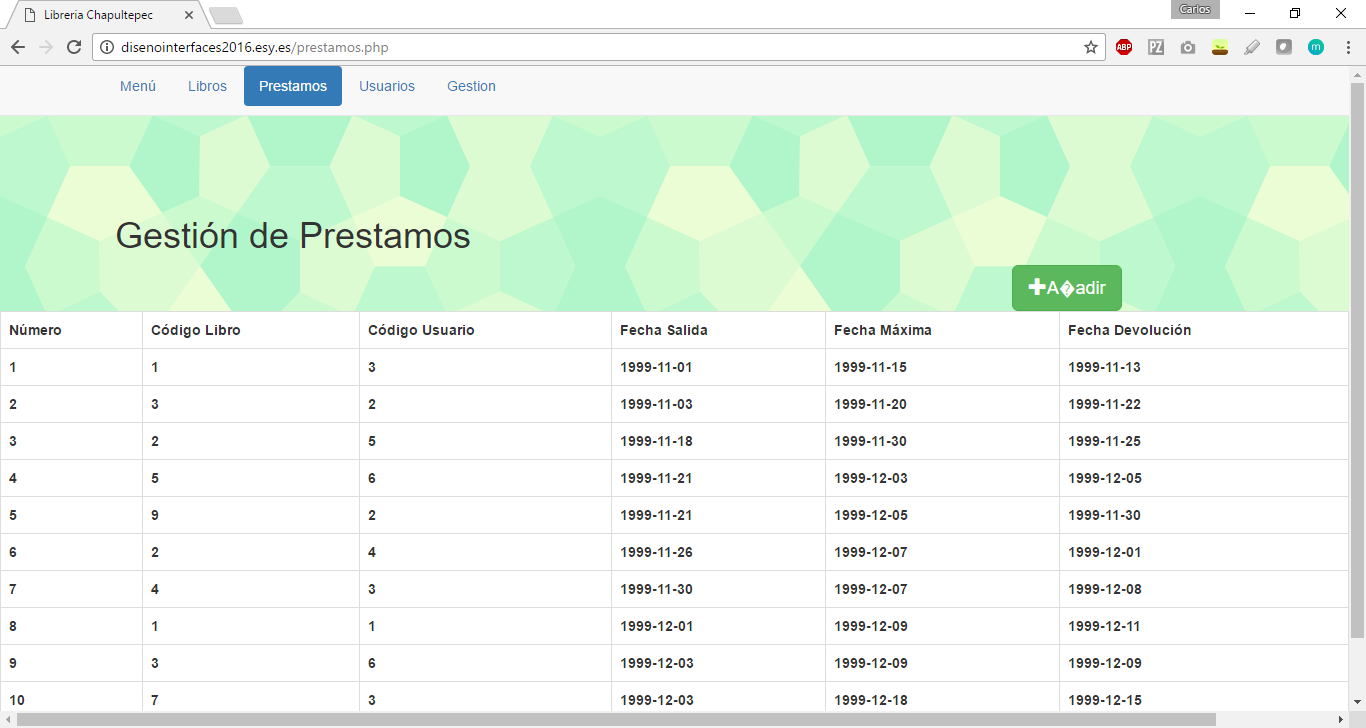 Libreria Chapultepec
Carlos
disenointerfaces2016.esy.es/prestamos.php
ABP
PZ
m
Menú Libros Prestamos Usuarios Gestion
Gestión de Prestamos
A�adir
Número Código Libro Código Usuario Fecha Salida Fecha Máxima Fecha Devolución
1 1 3 1999-11-01 1999-11-15 1999-11-13
2 3 2 1999-11-03 1999-11-20 1999-11-22
3 2 5 1999-11-18 1999-11-30 1999-11-25
4 5 6 1999-11-21 1999-12-03 1999-12-05
5 9 2 1999-11-21 1999-12-05 1999-11-30
6 2 4 1999-11-26 1999-12-07 1999-12-01
7 4 3 1999-11-30 1999-12-07 1999-12-08
8 1 1 1999-12-01 1999-12-09 1999-12-11
9 3 6 1999-12-03 1999-12-09 1999-12-09
10 7 3 1999-12-03 1999-12-18 1999-12-15